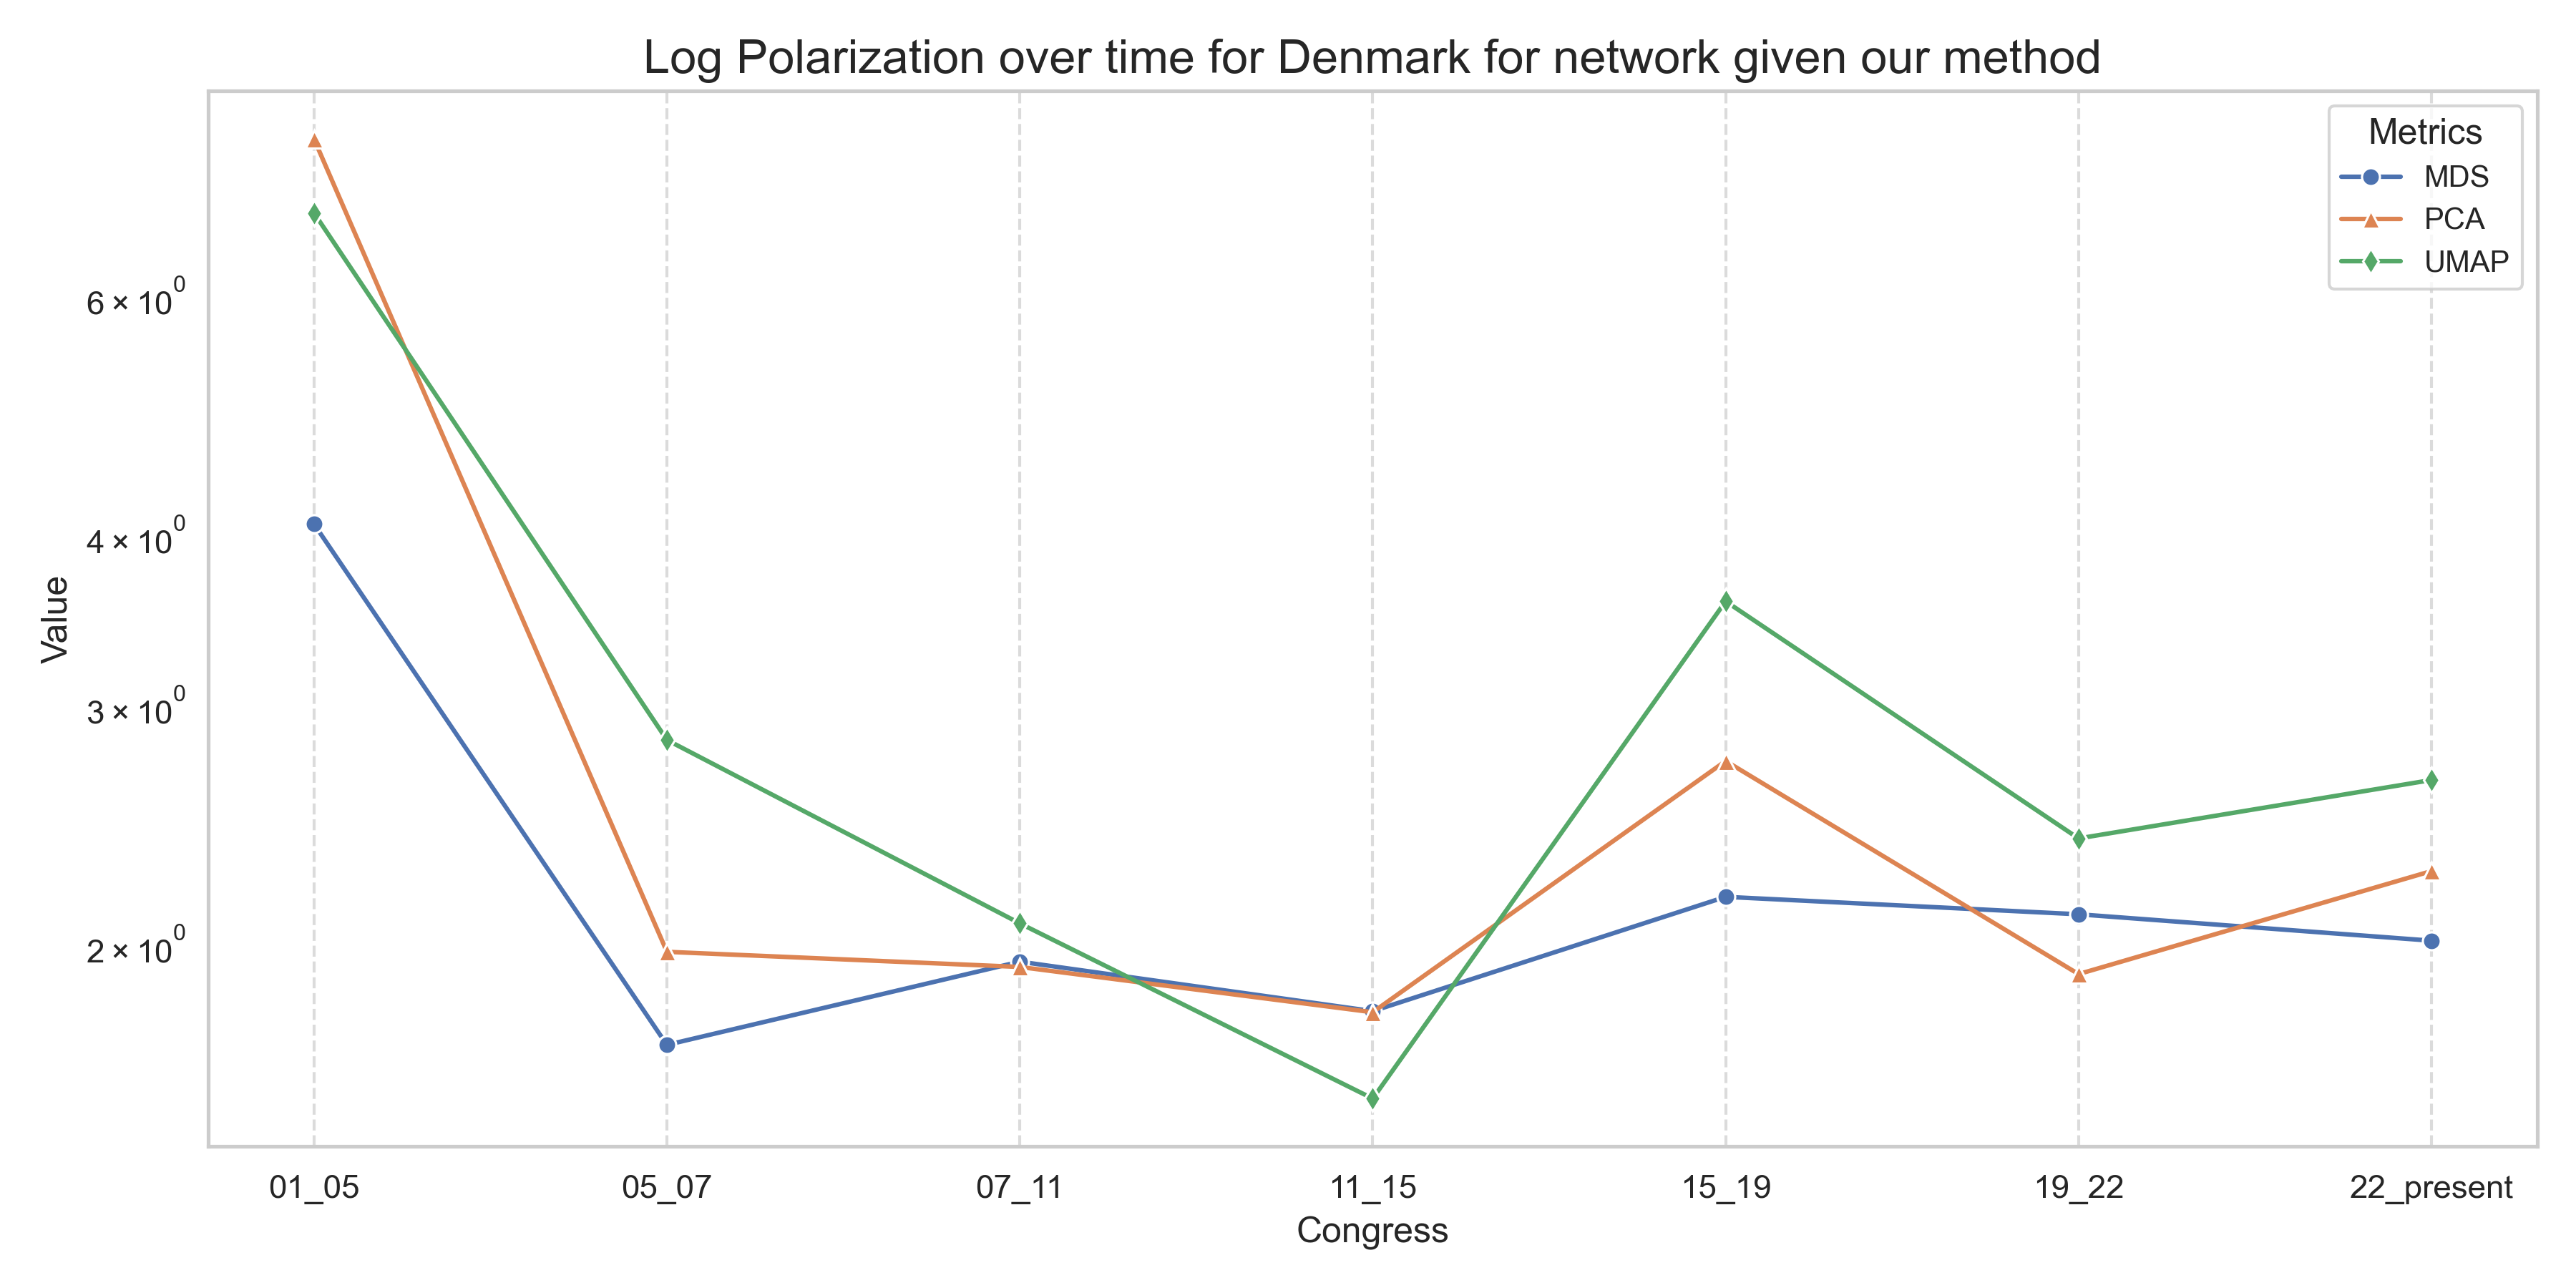 Log Polarization over time for Denmark for network given our method
Metrics
MDS
PCA
UMAP
Value
6 × 10⁰
4 × 10⁰
3 × 10⁰
2 × 10⁰
01_05 05_07 07_11 11_15 15_19 19_22 22_present
Congress